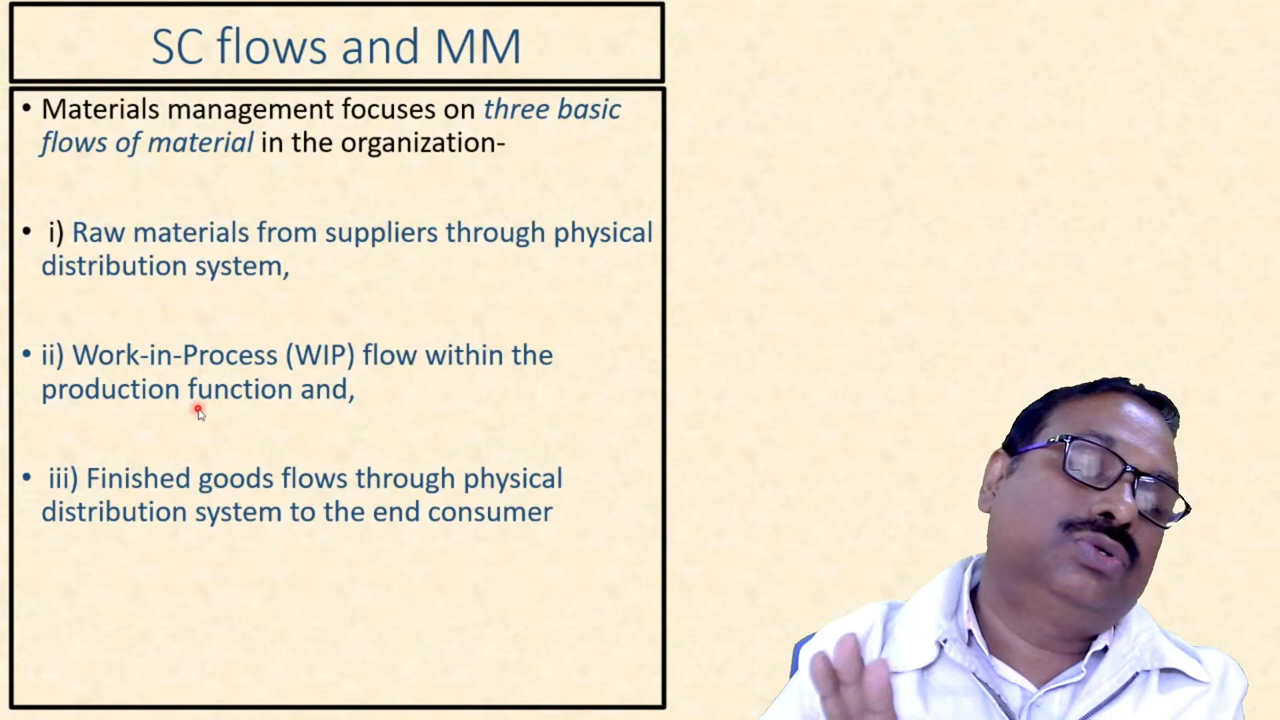 SC flows and MM
• Materials management focuses on three basic
flows of material in the organization-
• i) Raw materials from suppliers through physical
distribution system,
• ii) Work-in-Process (WIP) flow within the
production function and,
• iii) Finished goods flows through physical
distribution system to the end consumer